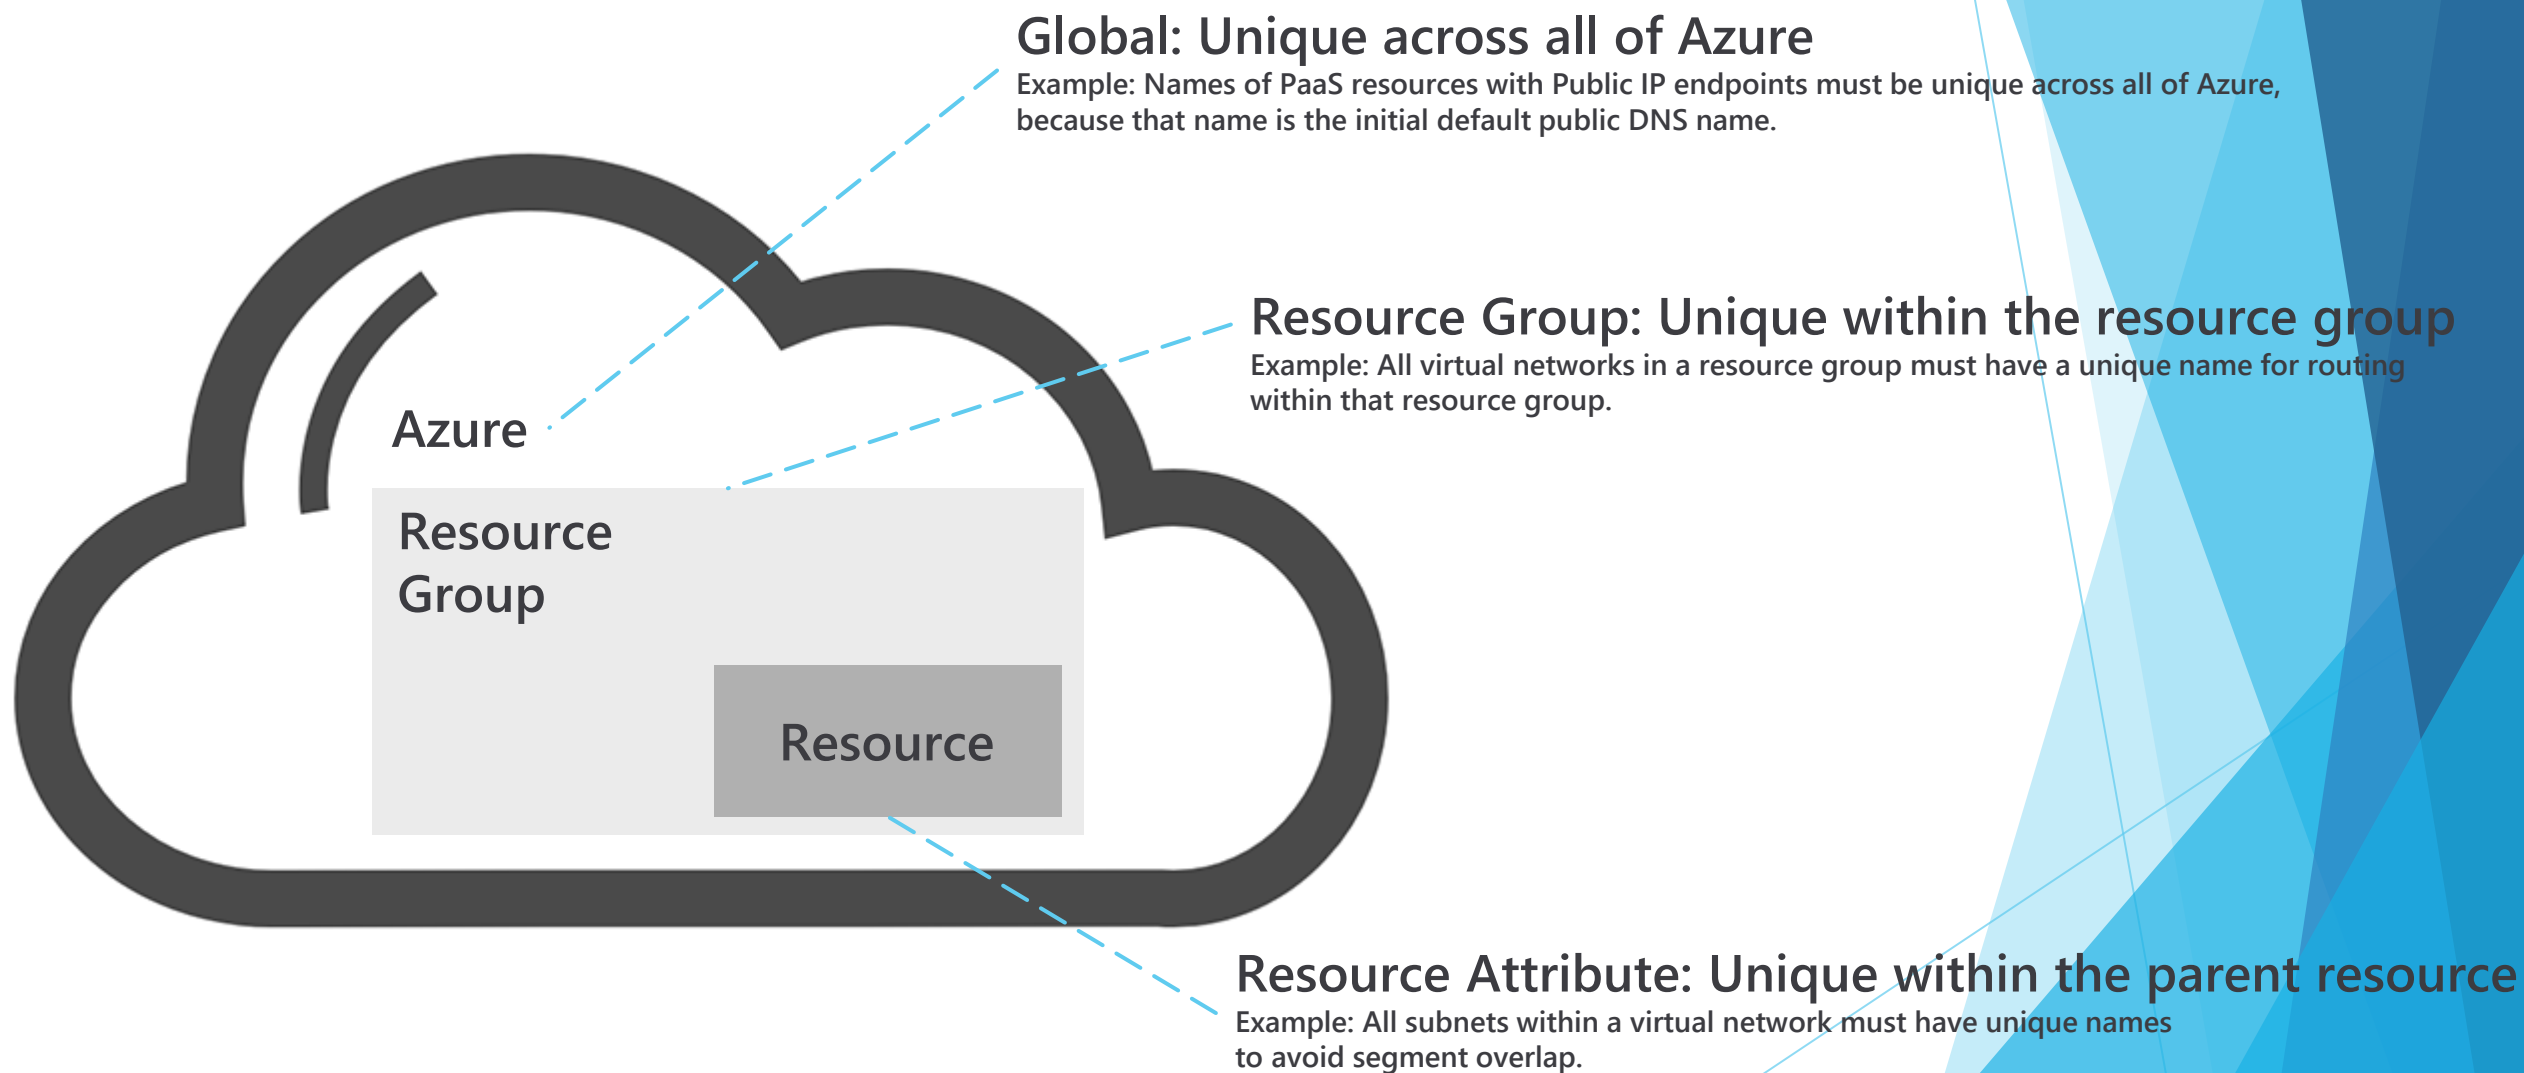 Global: Unique across all of Azure
Example: Names of PaaS resources with Public IP endpoints must be unique across all of Azure,
because that name is the initial default public DNS name.
Resource Group: Unique within the resource group
Example: All virtual networks in a resource group must have a unique name for routing
within that resource group.
Azure
Resource
Group
Resource
Resource Attribute: Unique within the parent resource
Example: All subnets within a virtual network must have unique names
to avoid segment overlap.